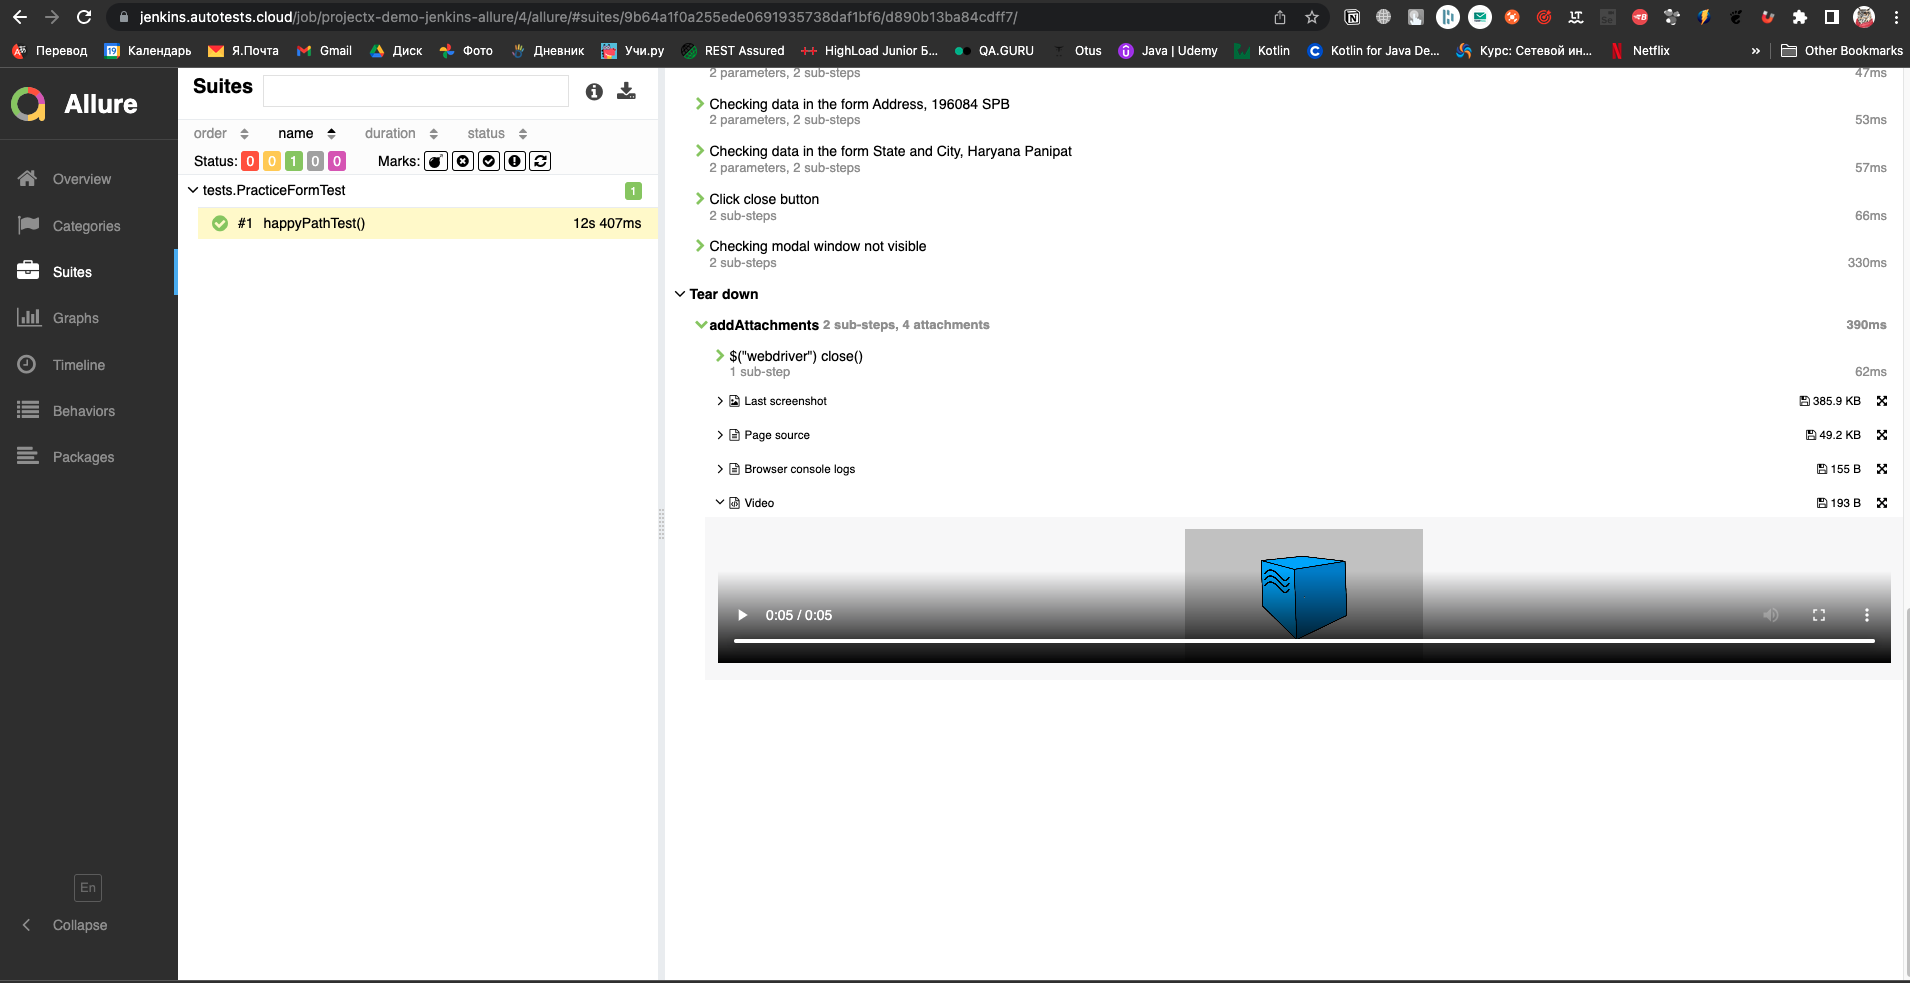 jenkins.autotests.cloud/job/projectx-demo-jenkins-allure/4/allure/#suites/9b64a1f0a255ede0691935738daf1bf6/d890b13ba84cdff7/
Перевод Календарь Я.Почта Gmail Диск Фото Дневник Учи.ру REST Assured HighLoad Junior Б... QA.GURU Otus Java | Udemy Kotlin Kotlin for Java De... Курс: Сетевой ин... Netflix » Other Bookmarks
Allure
Overview
Categories
Suites
Graphs
Timeline
Behaviors
Packages
En
Collapse
Suites
order name duration status
Status: 0 0 1 0 0 Marks:
tests.PracticeFormTest 1
#1 happyPathTest() 12s 407ms
2 parameters, 2 sub-steps 47ms
Checking data in the form Address, 196084 SPB
2 parameters, 2 sub-steps 53ms
Checking data in the form State and City, Haryana Panipat
2 parameters, 2 sub-steps 57ms
Click close button
2 sub-steps 66ms
Checking modal window not visible
2 sub-steps 330ms
Tear down
addAttachments 2 sub-steps, 4 attachments 390ms
$("webdriver") close()
1 sub-step 62ms
Last screenshot 385.9 KB
Page source 49.2 KB
Browser console logs 155 B
Video 193 B
0:05 / 0:05